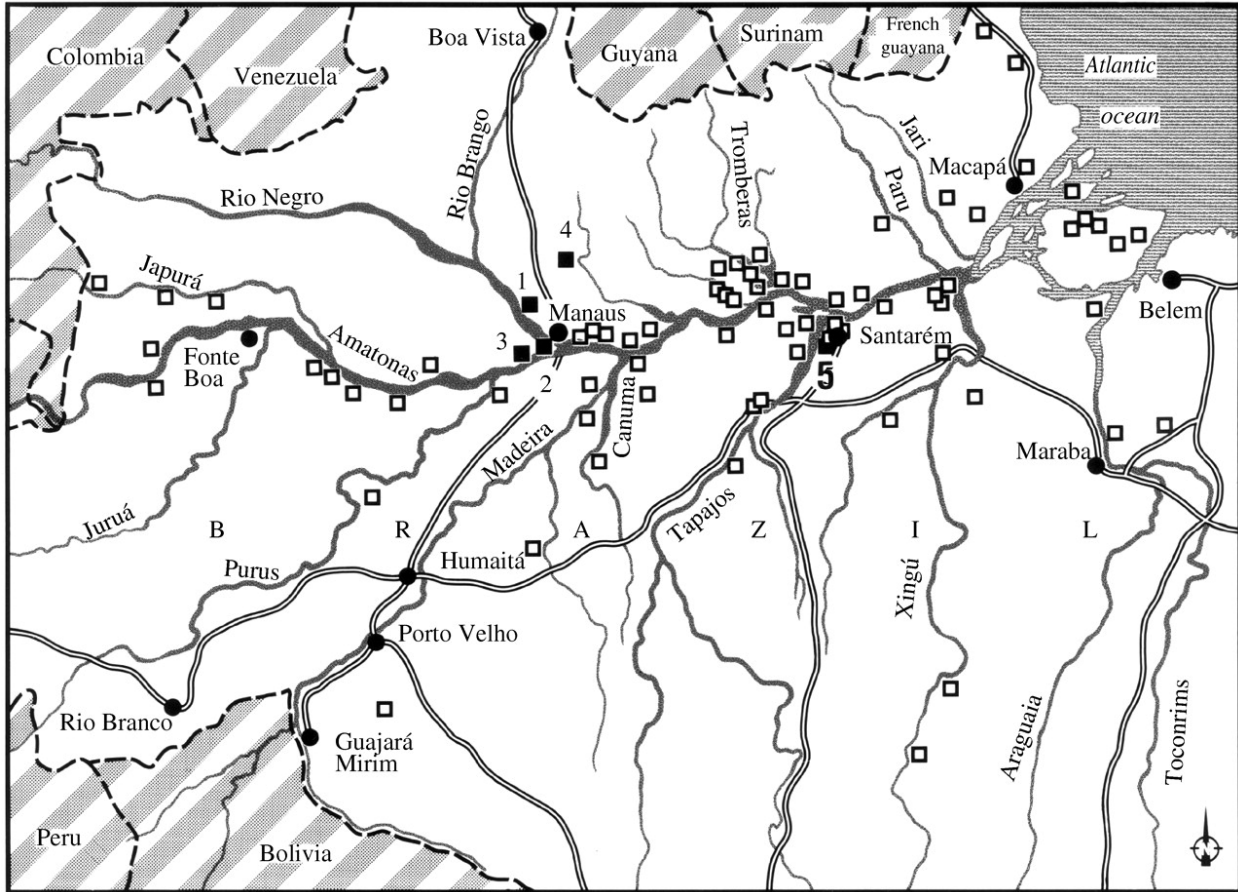 Colombia
Venezuela
Boa Vista
Guyana
Surinam
French
guayana
Atlantic
ocean
Rio Negro
Rio Brango
Tromberas
Jari
Paru
Macapá
Japurá
4
1
Manaus
Belem
Amatonas
Fonte
Boa
3
2
Santarém
5
Canuma
Madeira
Maraba
Juruá
Tapajos
B R A Z I L
Purus
Humaitá
Xingú
Porto Velho
Rio Branco
Guajará
Mirim
Araguaia
Toconrims
Peru
Bolivia
N